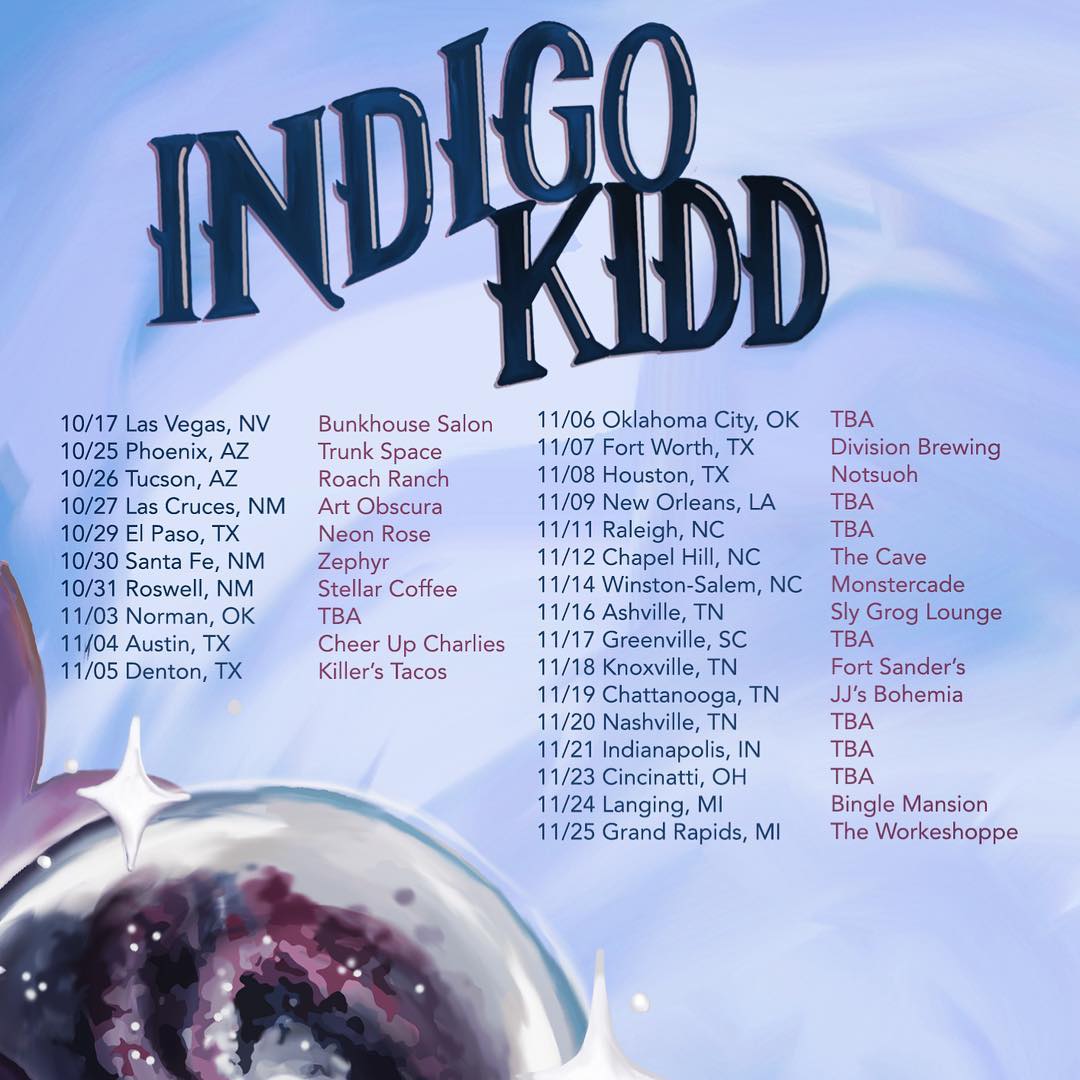 INDIGO
KIDD
10/17 Las Vegas, NV Bunkhouse Salon
10/25 Phoenix, AZ Trunk Space
10/26 Tucson, AZ Roach Ranch
10/27 Las Cruces, NM Art Obscura
10/29 El Paso, TX Neon Rose
10/30 Santa Fe, NM Zephyr
10/31 Roswell, NM Stellar Coffee
11/03 Norman, OK TBA
11/04 Austin, TX Cheer Up Charlies
11/05 Denton, TX Killer's Tacos
11/06 Oklahoma City, OK TBA
11/07 Fort Worth, TX Division Brewing
11/08 Houston, TX Notsuoh
11/09 New Orleans, LA TBA
11/11 Raleigh, NC TBA
11/12 Chapel Hill, NC The Cave
11/14 Winston-Salem, NC Monstercade
11/16 Ashville, TN Sly Grog Lounge
11/17 Greenville, SC TBA
11/18 Knoxville, TN Fort Sander's
11/19 Chattanooga, TN JJ's Bohemia
11/20 Nashville, TN TBA
11/21 Indianapolis, IN TBA
11/23 Cincinatti, OH TBA
11/24 Langing, MI Bingle Mansion
11/25 Grand Rapids, MI The Workeshoppe